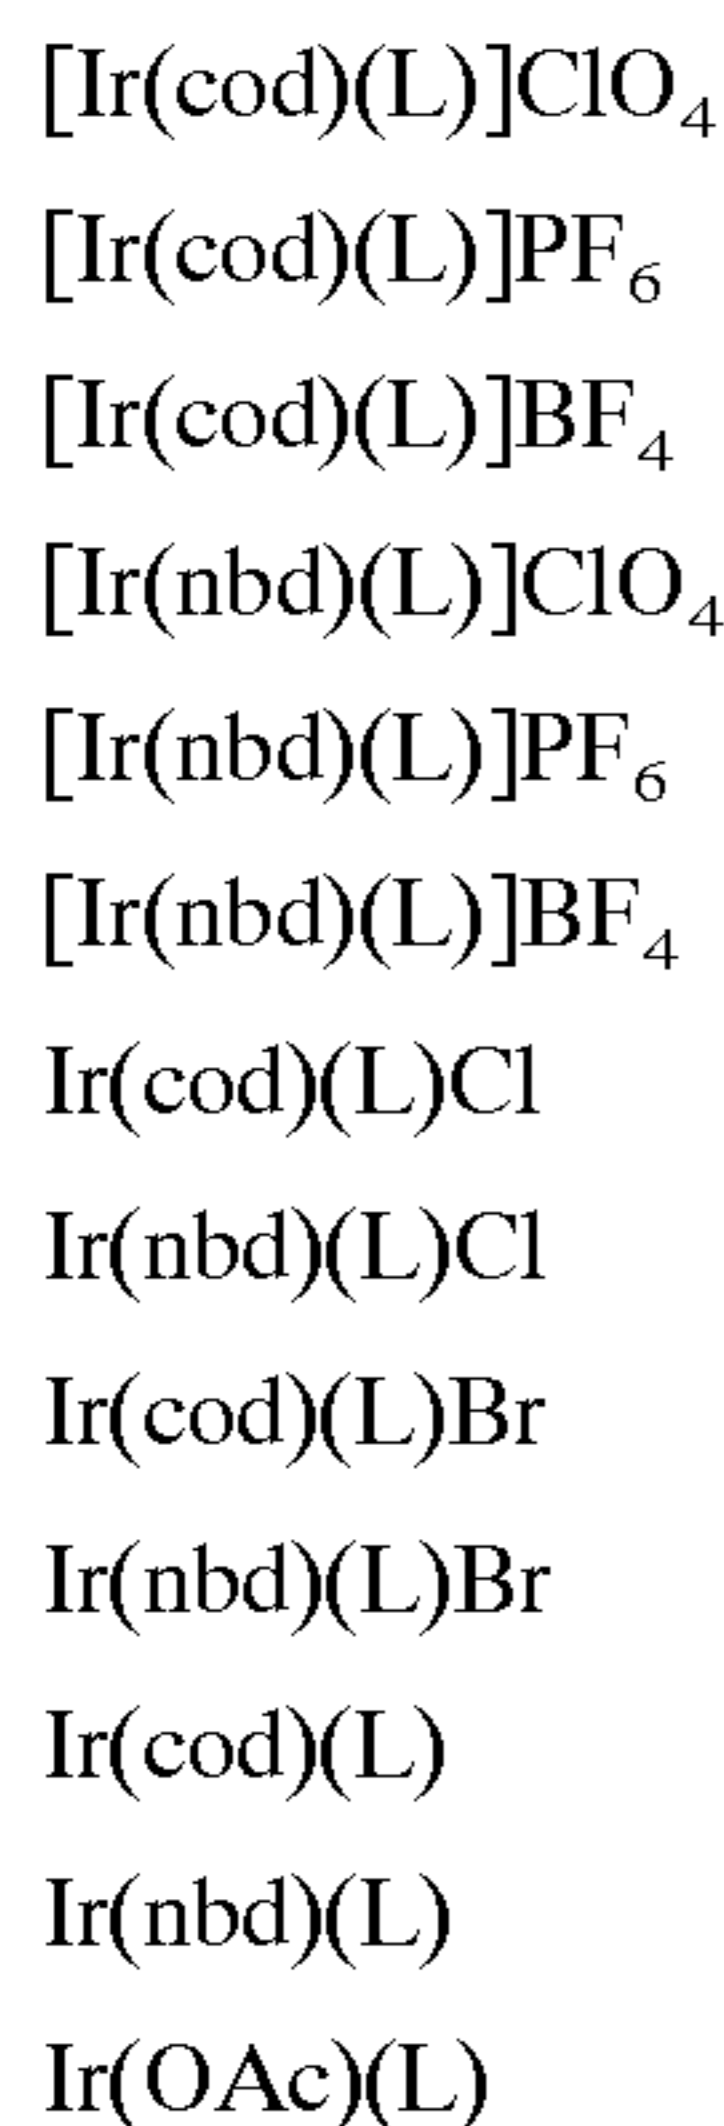 [Ir(cod)(L)]ClO₄
[Ir(cod)(L)]PF₆
[Ir(cod)(L)]BF₄
[Ir(nbd)(L)]ClO₄
[Ir(nbd)(L)]PF₆
[Ir(nbd)(L)]BF₄
Ir(cod)(L)Cl
Ir(nbd)(L)Cl
Ir(cod)(L)Br
Ir(nbd)(L)Br
Ir(cod)(L)
Ir(nbd)(L)
Ir(OAc)(L)